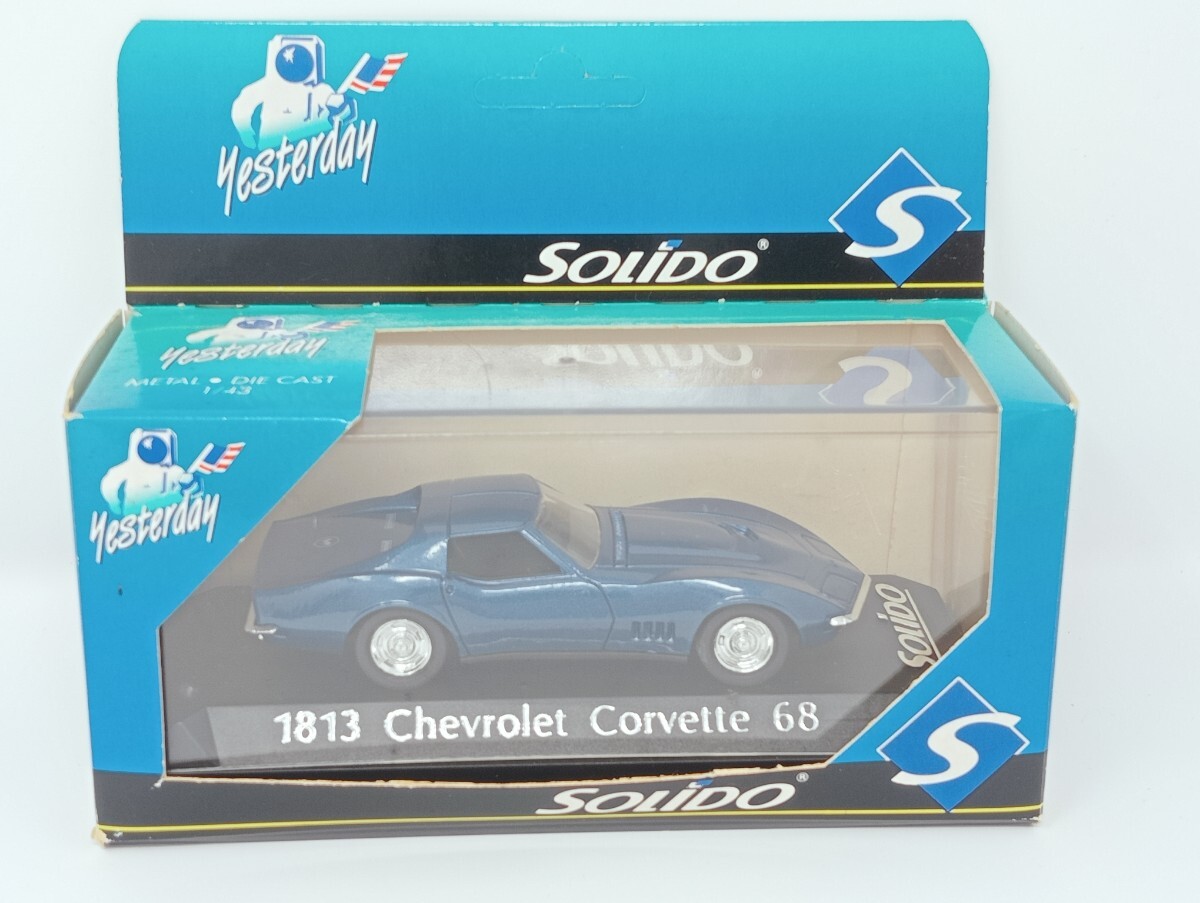 Yesterday
SOLIDO®
S
Yesterday
METAL • DIE CAST
1/43
SOLIDO
Yesterday
SOLIDO
1813 Chevrolet Corvette 68
S
SOLIDO®